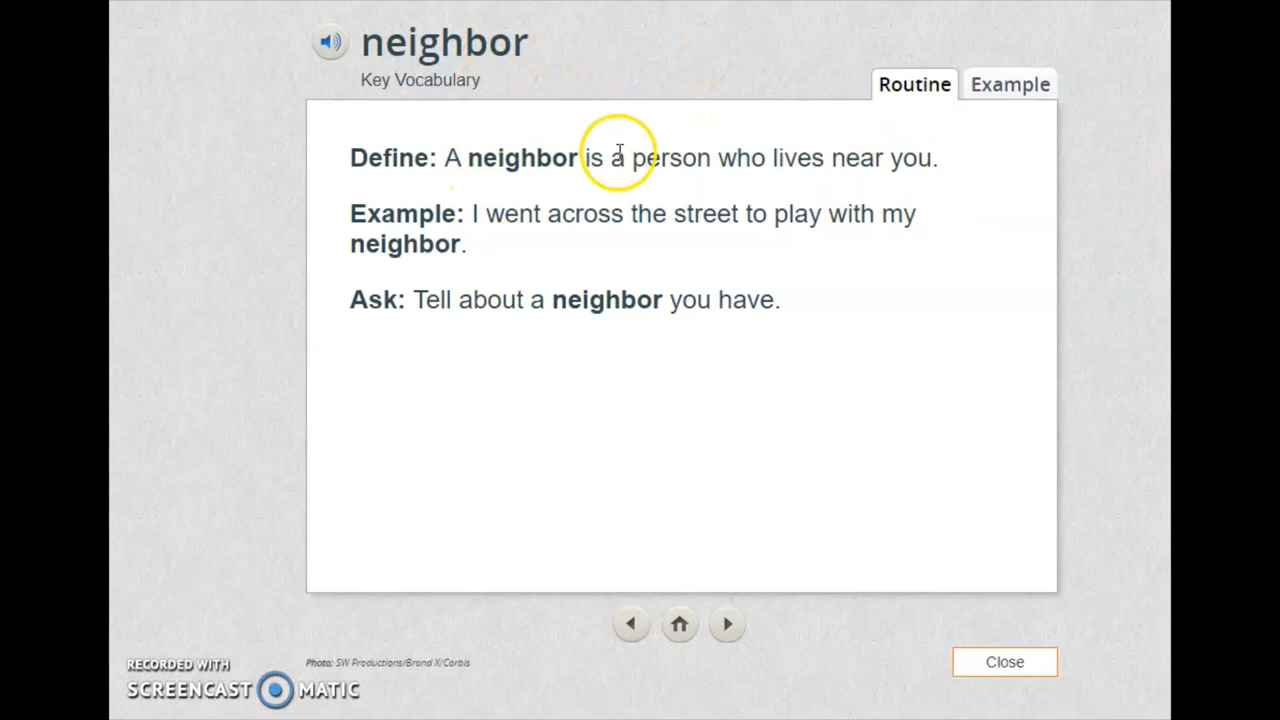 neighbor
Key Vocabulary
Routine
Example
Define: A neighbor is a person who lives near you.
Example: I went across the street to play with my
neighbor.
Ask: Tell about a neighbor you have.
Photo: SW Productions/Brand X/Corbis
Close
RECORDED WITH
SCREENCAST MATIC